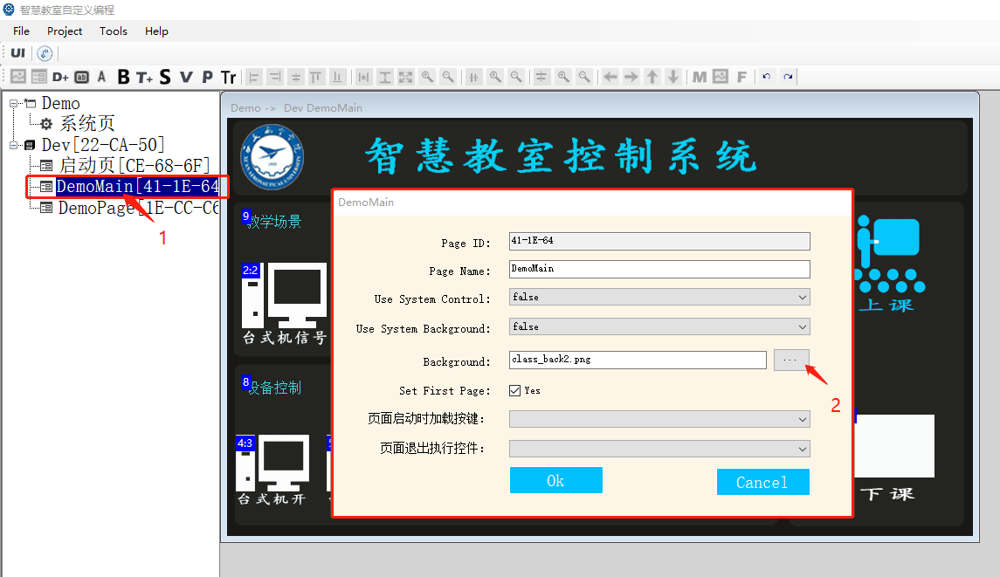 智慧教室自定义编程
File Project Tools Help
UI
D+ ab A B T+ S V P Tr M F
Demo
系统页
Dev[22-CA-50]
启动页[CE-68-6F]
DemoMain[41-1E-64
DemoPage[1E-CC-C6
1
Demo -> Dev DemoMain
智慧教室控制系统
9
教学场景
2:2
台式机信号
8
设备控制
4:3
台式机开
上课
下课
DemoMain
Page ID: 41-1E-64
Page Name: DemoMain
Use System Control: false
Use System Background: false
Background: class_back2.png ...
Set First Page: Yes
页面启动时加载按键:
页面退出执行控件:
Ok Cancel
2